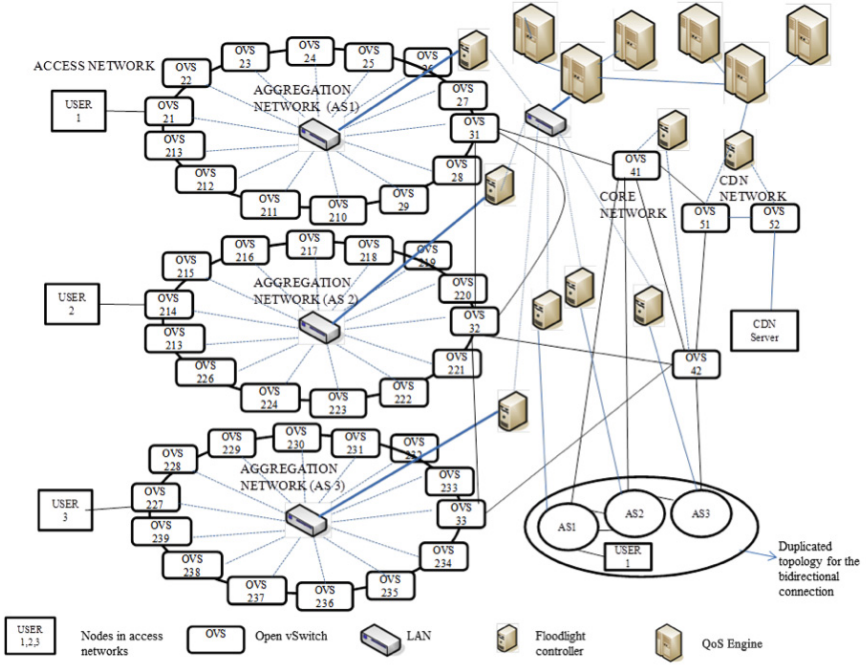 ACCESS NETWORK
USER
1
OVS
21
OVS
22
OVS
23
OVS
24
OVS
25
OVS
26
OVS
27
OVS
31
OVS
28
OVS
29
OVS
210
OVS
211
OVS
212
OVS
213
AGGREGATION
NETWORK (AS1)
USER
2
OVS
214
OVS
215
OVS
216
OVS
217
OVS
218
OVS
219
OVS
220
OVS
32
OVS
221
OVS
222
OVS
223
OVS
224
OVS
226
OVS
213
AGGREGATION
NETWORK (AS 2)
USER
3
OVS
227
OVS
228
OVS
229
OVS
230
OVS
231
OVS
232
OVS
233
OVS
33
OVS
234
OVS
235
OVS
236
OVS
237
OVS
238
OVS
239
AGGREGATION
NETWORK (AS 3)
OVS
41
CORE
NETWORK
OVS
42
CDN
NETWORK
OVS
51
OVS
52
CDN
Server
AS1
AS2
AS3
USER
1
Duplicated
topology for the
bidirectional
connection
USER
1,2,3
Nodes in access
networks
OVS
Open vSwitch
LAN
Floodlight
controller
QoS Engine